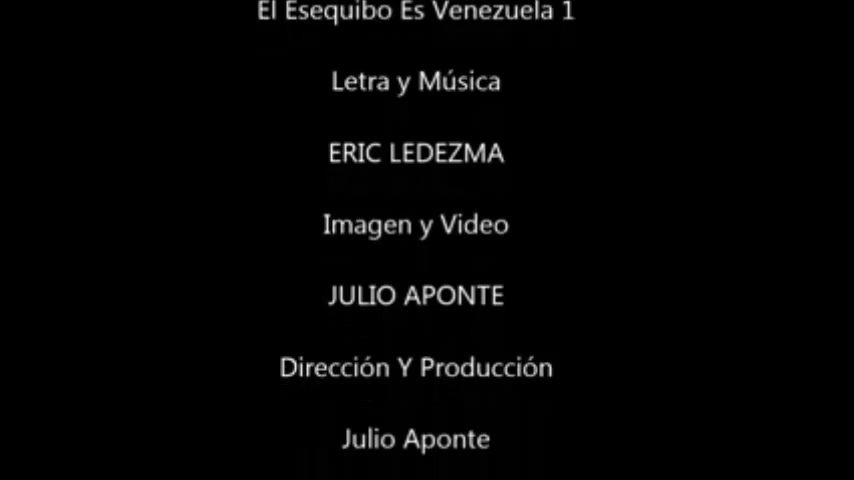 El Esequibo Es Venezuela 1
Letra y Música
ERIC LEDEZMA
Imagen y Video
JULIO APONTE
Dirección Y Producción
Julio Aponte